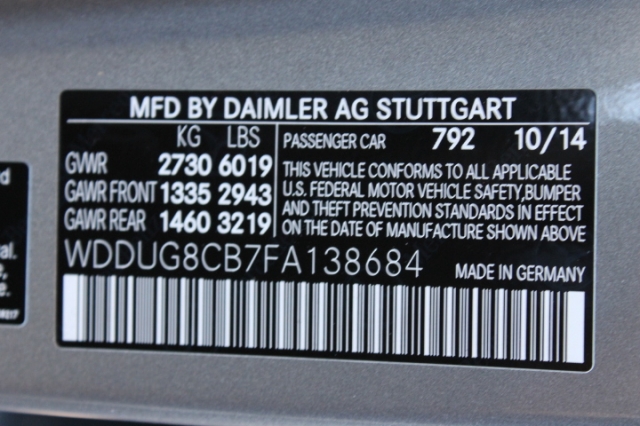 MFD BY DAIMLER AG STUTTGART
KG LBS
GVWR 2730 6019
GAWR FRONT 1335 2943
GAWR REAR 1460 3219
PASSENGER CAR 792 10/14
THIS VEHICLE CONFORMS TO ALL APPLICABLE
U.S. FEDERAL MOTOR VEHICLE SAFETY, BUMPER
AND THEFT PREVENTION STANDARDS IN EFFECT
ON THE DATE OF MANUFACTURE SHOWN ABOVE.
WDDUG8CB7FA138684 MADE IN GERMANY